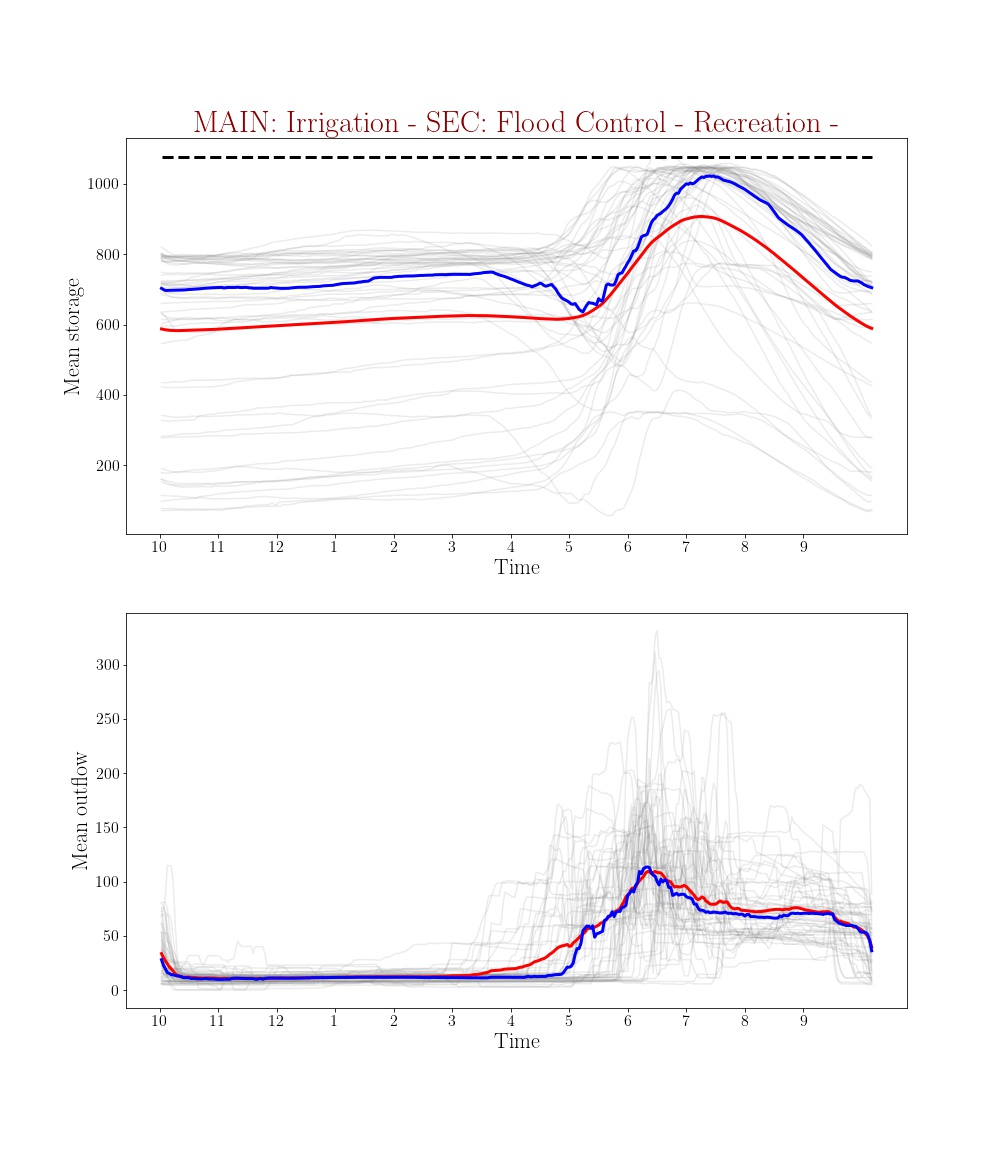 MAIN: Irrigation - SEC: Flood Control - Recreation -
Mean storage
1000
800
600
400
200
10 11 12 1 2 3 4 5 6 7 8 9
Time
Mean outflow
300
250
200
150
100
50
0
10 11 12 1 2 3 4 5 6 7 8 9
Time